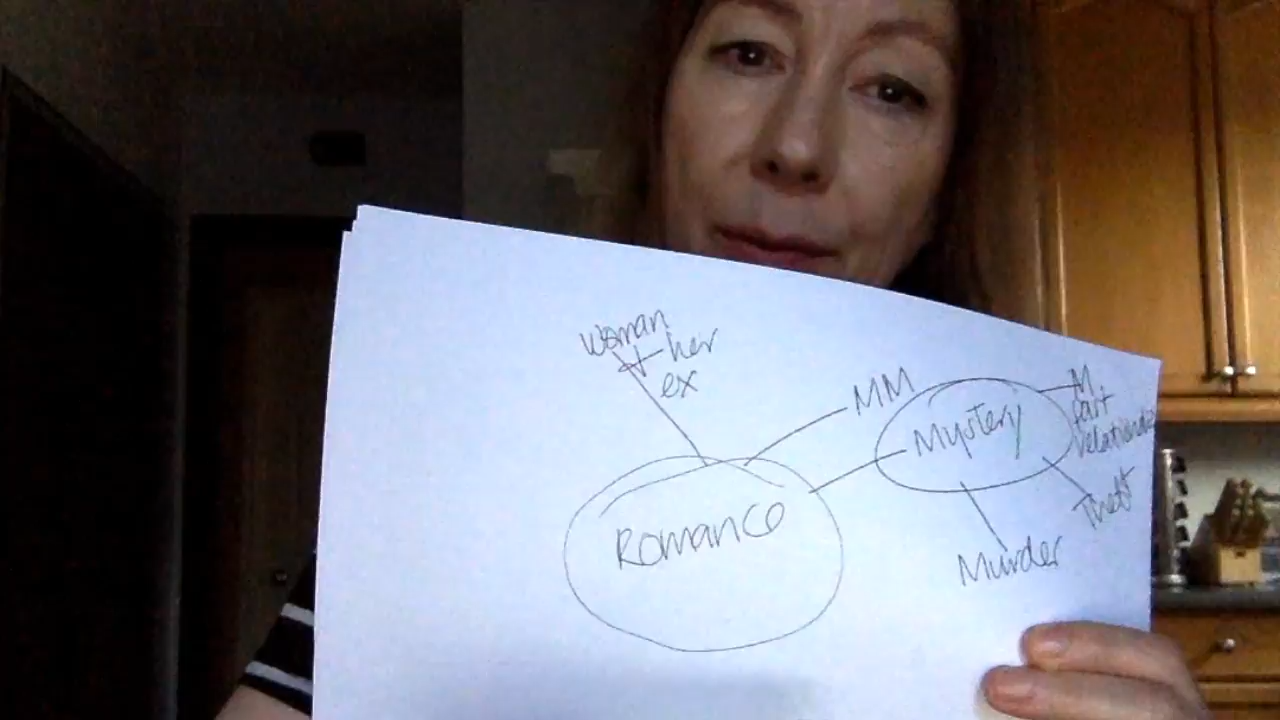 woman
+ her
ex
MM
Mystery
M
past
relationship
Theft
Murder
Romance